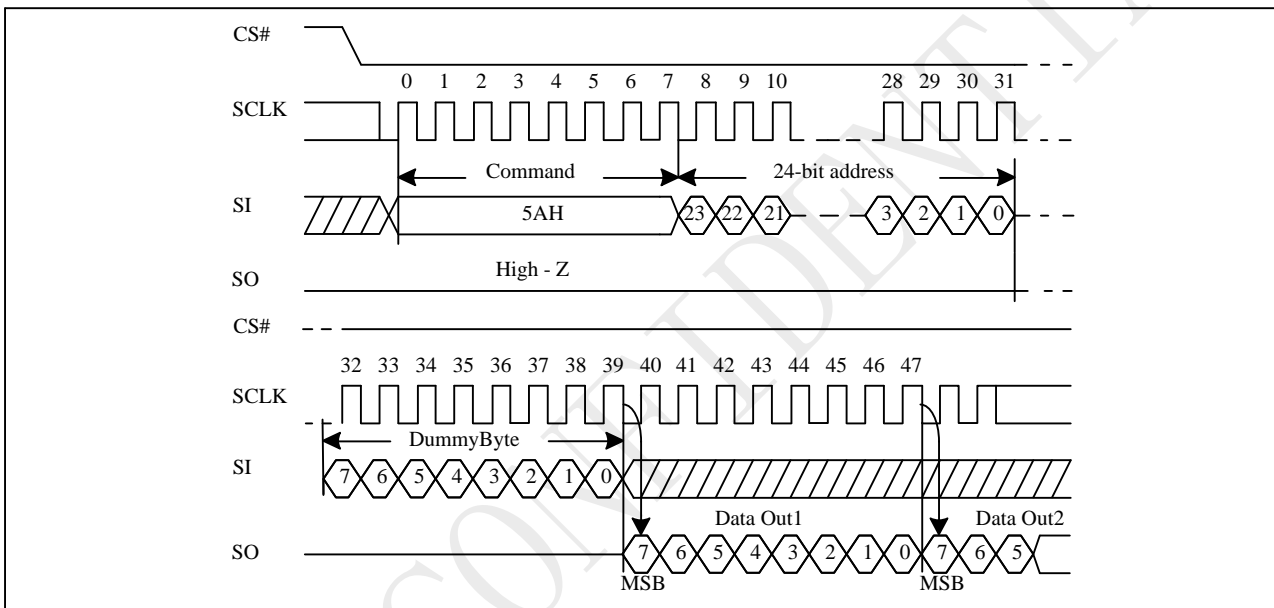 CS#
0 1 2 3 4 5 6 7 8 9 10 28 29 30 31
SCLK
Command 24-bit address
SI 5AH 23 22 21 3 2 1 0
High - Z
SO
CS#
32 33 34 35 36 37 38 39 40 41 42 43 44 45 46 47
SCLK
DummyByte
SI 7 6 5 4 3 2 1 0
Data Out1 Data Out2
SO 7 6 5 4 3 2 1 0 7 6 5
MSB MSB
CONFIDENTI